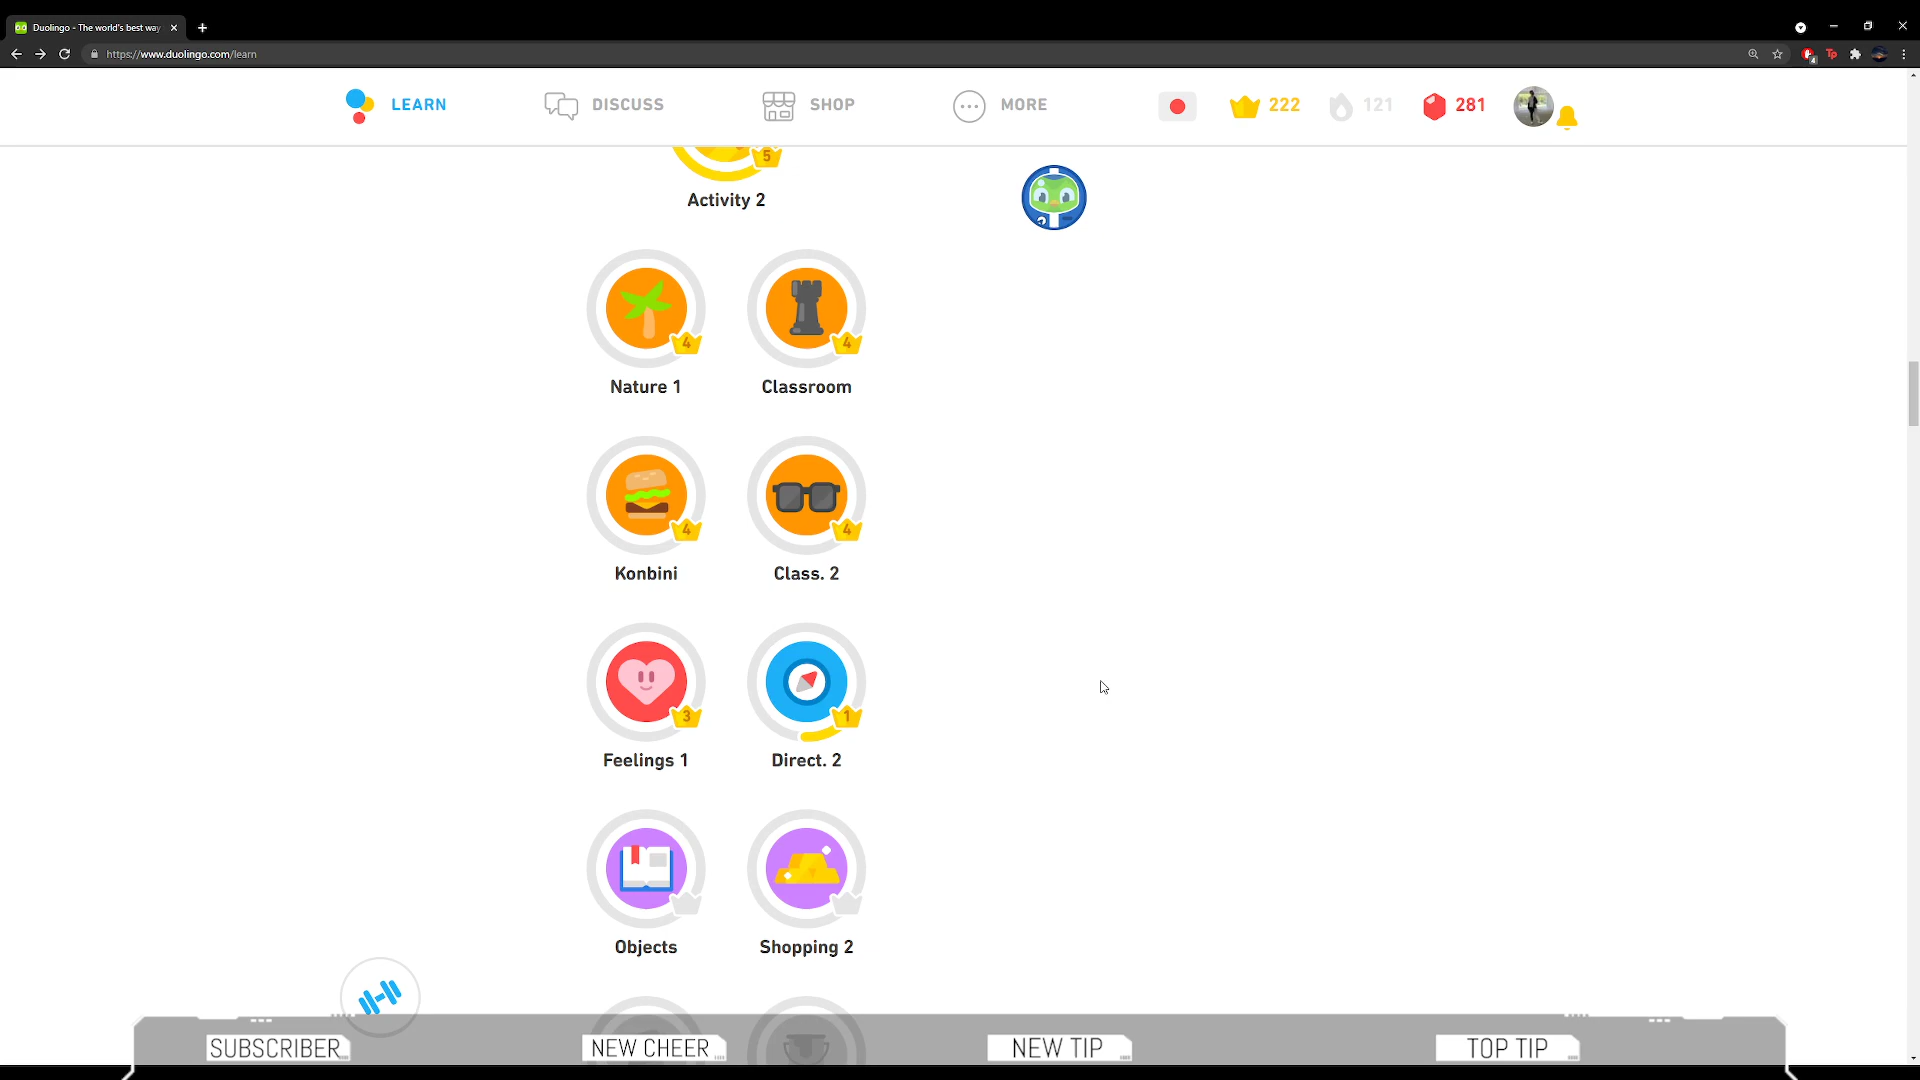 Duolingo - The world's best way
https://www.duolingo.com/learn
LEARN
DISCUSS
SHOP
MORE
222
121
281
5
Activity 2
4
4
Nature 1
Classroom
4
4
Konbini
Class. 2
3
1
Feelings 1
Direct. 2
Objects
Shopping 2
SUBSCRIBER
NEW CHEER
NEW TIP
TOP TIP
4
Tp